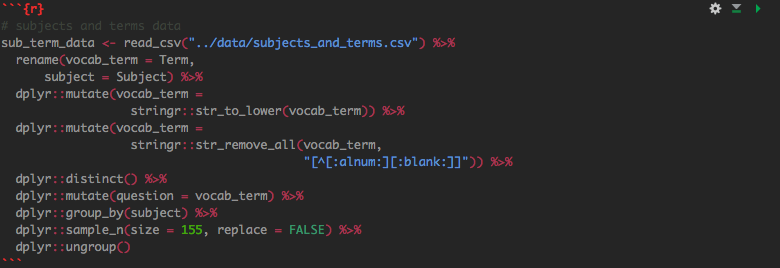 ```{r}
# subjects and terms data
sub_term_data <- read_csv("../data/subjects_and_terms.csv") %>%
  rename(vocab_term = Term,
      subject = Subject) %>%
  dplyr::mutate(vocab_term =
                  stringr::str_to_lower(vocab_term)) %>%
  dplyr::mutate(vocab_term =
                  stringr::str_remove_all(vocab_term,
                                          "[^[:alnum:][:blank:]]")) %>%
  dplyr::distinct() %>%
  dplyr::mutate(question = vocab_term) %>%
  dplyr::group_by(subject) %>%
  dplyr::sample_n(size = 155, replace = FALSE) %>%
  dplyr::ungroup()
```